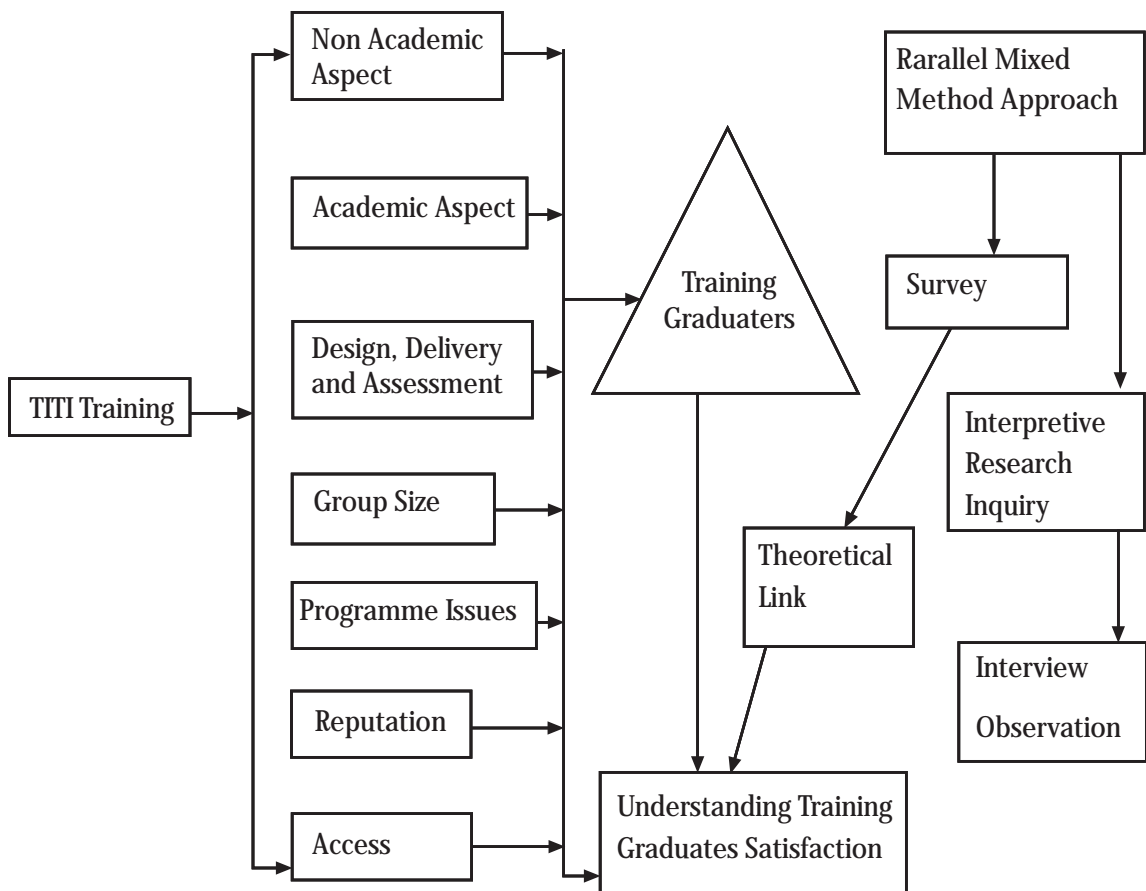 TITI Training
Non Academic
Aspect
Academic Aspect
Design, Delivery
and Assessment
Group Size
Programme Issues
Reputation
Access
Training
Graduaters
Understanding Training
Graduates Satisfaction
Rarallel Mixed
Method Approach
Survey
Theoretical
Link
Interpretive
Research
Inquiry
Interview
Observation